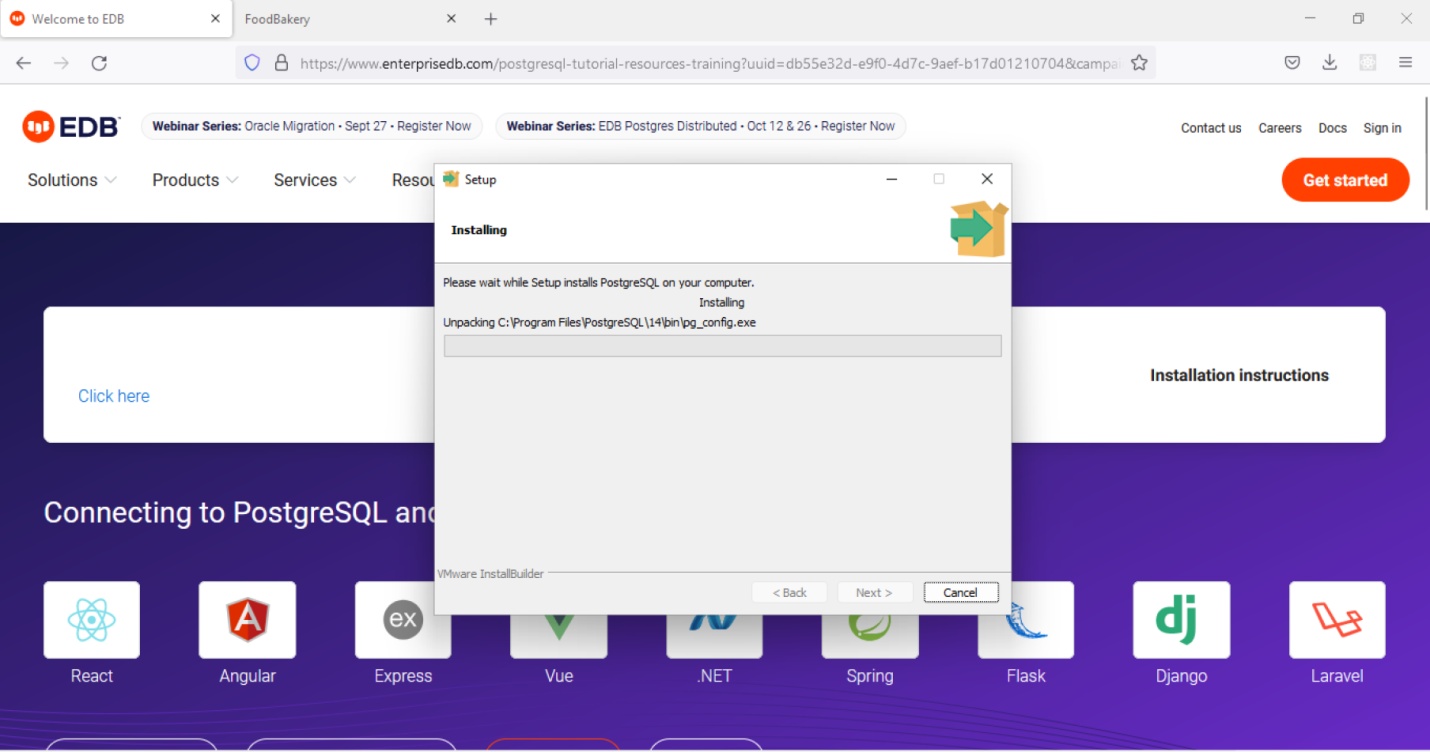 Welcome to EDB
FoodBakery
https://www.enterprisedb.com/postgresql-tutorial-resources-training?uuid=db55e32d-e9f0-4d7c-9aef-b17d01210704&campai
EDB
Webinar Series: Oracle Migration • Sept 27 • Register Now
Webinar Series: EDB Postgres Distributed • Oct 12 & 26 • Register Now
Contact us
Careers
Docs
Sign in
Solutions
Products
Services
Resou
Get started
Setup
Installing
Please wait while Setup installs PostgreSQL on your computer.
Installing
Unpacking C:\Program Files\PostgreSQL\14\bin\pg_config.exe
Click here
Installation instructions
Connecting to PostgreSQL and
VMware InstallBuilder
< Back
Next >
Cancel
ex
dj
React
Angular
Express
Vue
.NET
Spring
Flask
Django
Laravel